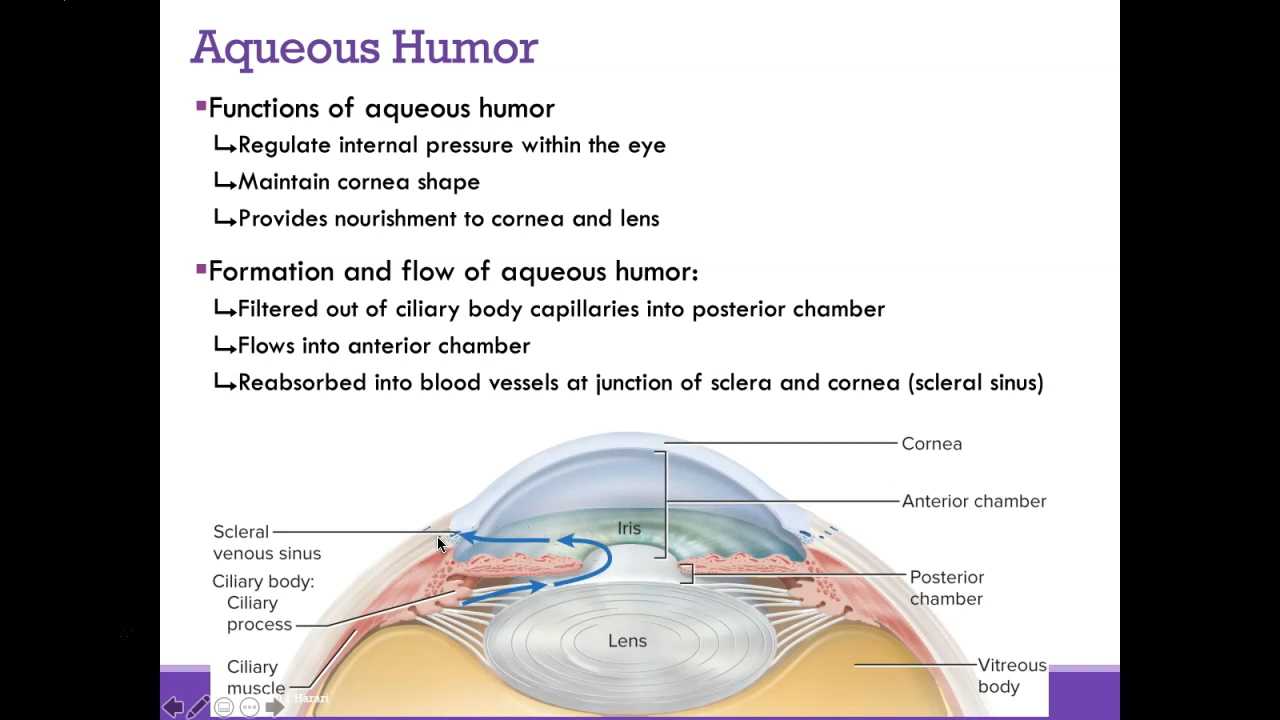 Aqueous Humor
Functions of aqueous humor
Regulate internal pressure within the eye
Maintain cornea shape
Provides nourishment to cornea and lens
Formation and flow of aqueous humor:
Filtered out of ciliary body capillaries into posterior chamber
Flows into anterior chamber
Reabsorbed into blood vessels at junction of sclera and cornea (scleral sinus)
Cornea
Anterior chamber
Iris
Scleral
venous sinus
Ciliary body:
Ciliary
process
Posterior
chamber
Lens
Ciliary
muscle
Vitreous
body
Harari